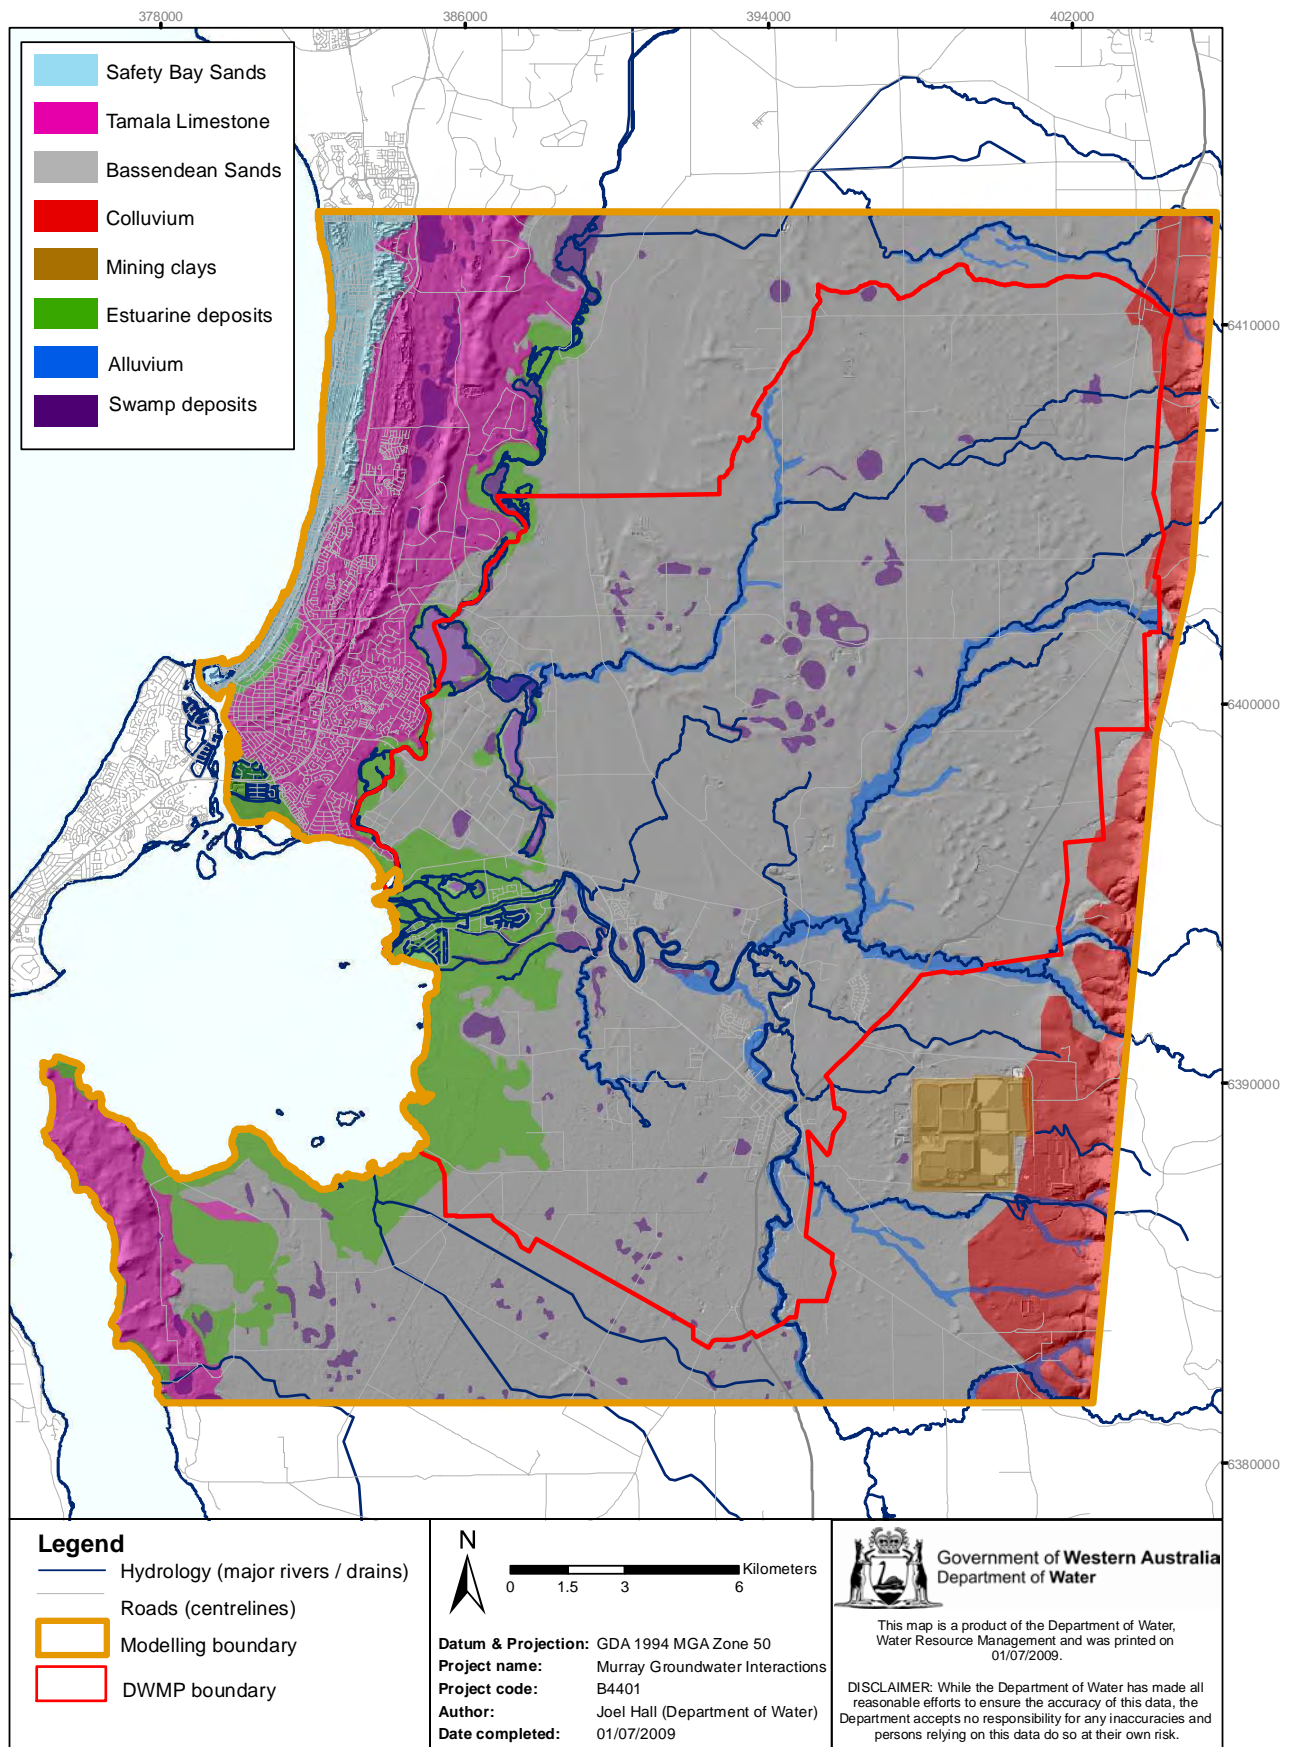 378000
386000
394000
402000
Safety Bay Sands
Tamala Limestone
Bassendean Sands
Colluvium
Mining clays
Estuarine deposits
Alluvium
Swamp deposits
6410000
6400000
6390000
6380000
Legend
Hydrology (major rivers / drains)
Roads (centrelines)
Modelling boundary
DWMP boundary
N
Kilometers
0 1.5 3 6
Datum & Projection: GDA 1994 MGA Zone 50
Project name: Murray Groundwater Interactions
Project code: B4401
Author: Joel Hall (Department of Water)
Date completed: 01/07/2009
Government of Western Australia
Department of Water
This map is a product of the Department of Water,
Water Resource Management and was printed on
01/07/2009.
DISCLAIMER: While the Department of Water has made all
reasonable efforts to ensure the accuracy of this data, the
Department accepts no responsibility for any inaccuracies and
persons relying on this data do so at their own risk.